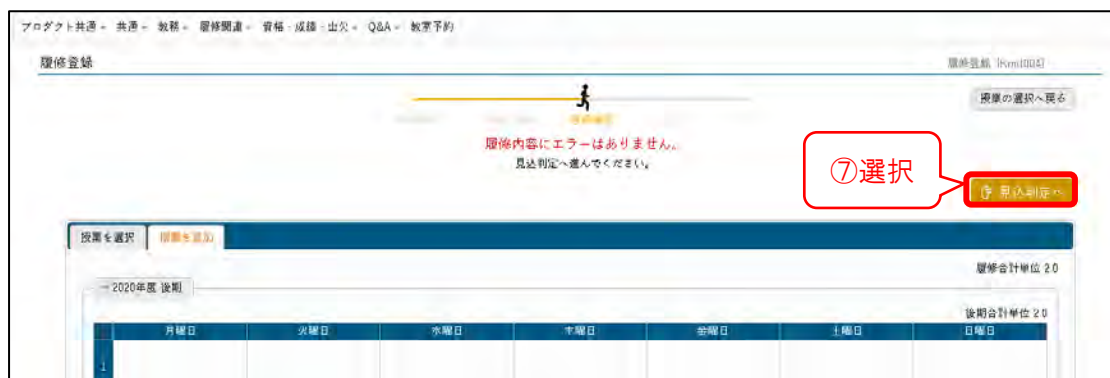 プロダクト共通 共通 教務 履修関連 資格・成績・出欠 Q&A 教室予約
履修登録
履修登録
授業の選択へ戻る
履修内容にエラーはありません。
見込判定へ進んでください。
⑦選択
見込判定へ
授業を選択
履修合計単位 2.0
2020年度 後期
後期合計単位 2.0
月曜日 火曜日 水曜日 木曜日 金曜日 土曜日 日曜日
1